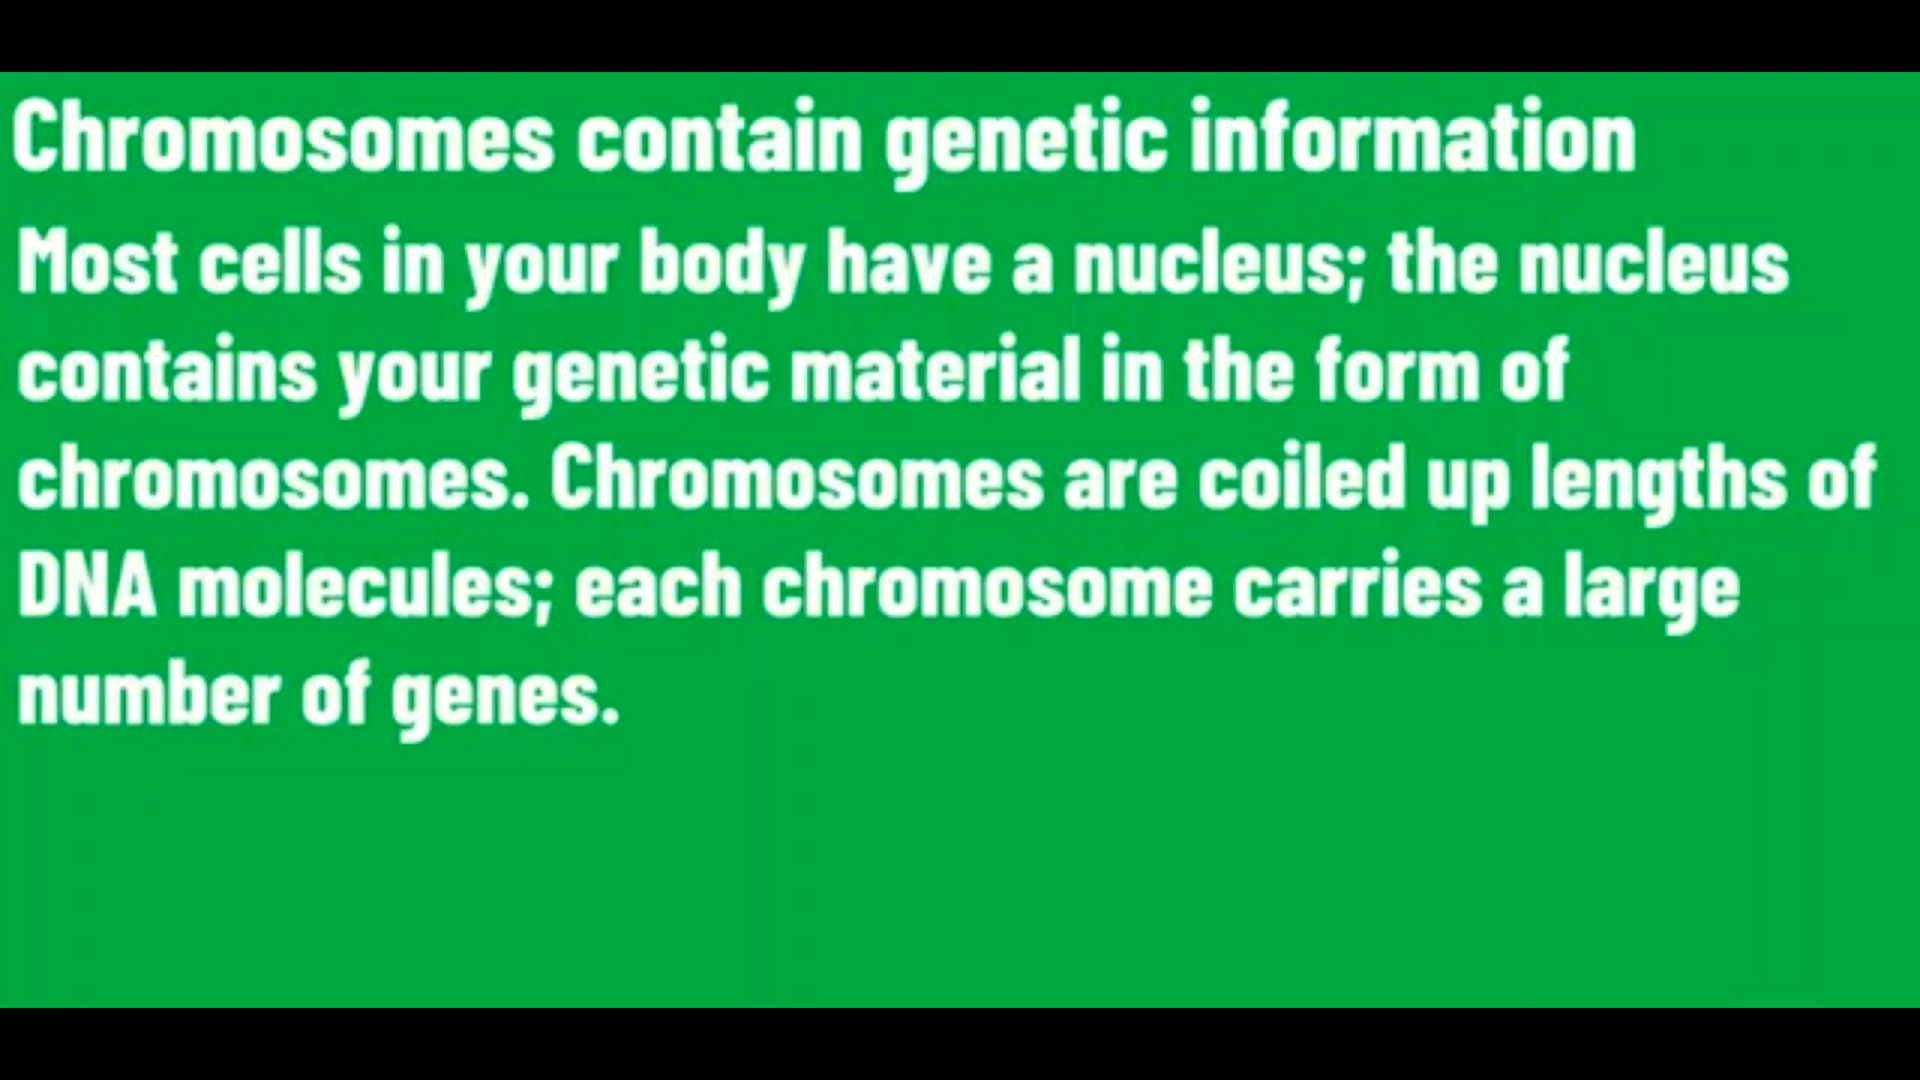 Chromosomes contain genetic information
Most cells in your body have a nucleus; the nucleus
contains your genetic material in the form of
chromosomes. Chromosomes are coiled up lengths of
DNA molecules; each chromosome carries a large
number of genes.